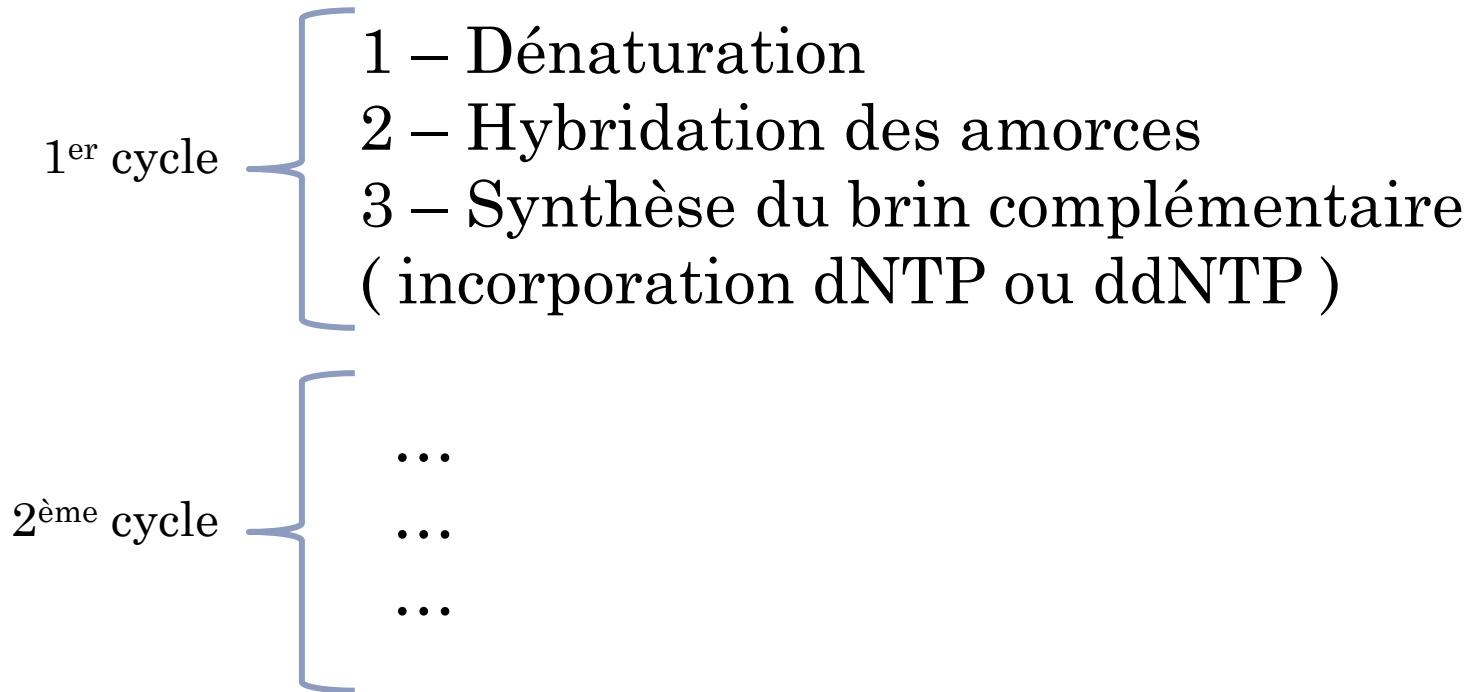 1 – Dénaturation
2 – Hybridation des amorces
1er cycle
3 – Synthèse du brin complémentaire
( incorporation dNTP ou ddNTP )
...
2ème cycle
...
...